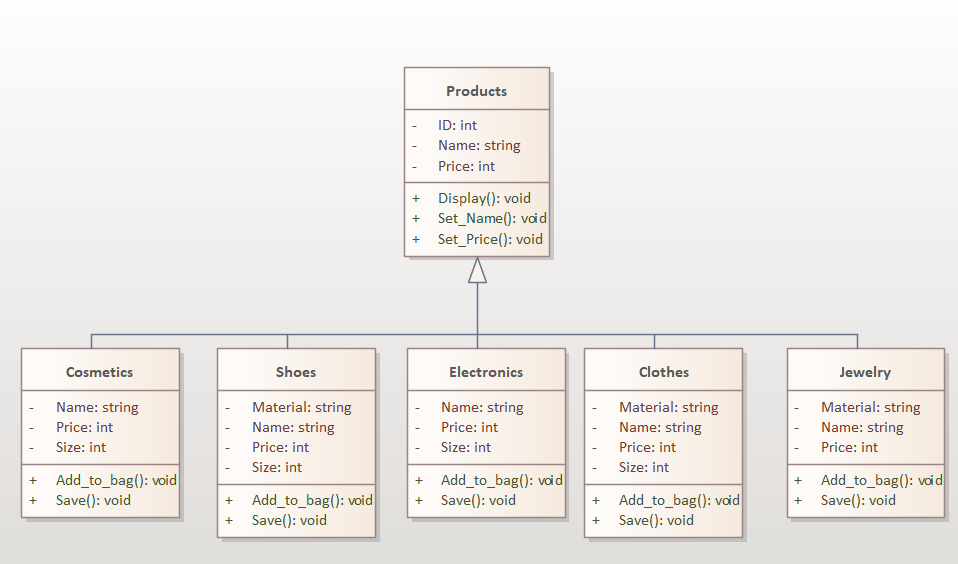 Products
- ID: int
- Name: string
- Price: int
+ Display(): void
+ Set_Name(): void
+ Set_Price(): void
Cosmetics
- Name: string
- Price: int
- Size: int
+ Add_to_bag(): void
+ Save(): void
Shoes
- Material: string
- Name: string
- Price: int
- Size: int
+ Add_to_bag(): void
+ Save(): void
Electronics
- Name: string
- Price: int
- Size: int
+ Add_to_bag(): void
+ Save(): void
Clothes
- Material: string
- Name: string
- Price: int
- Size: int
+ Add_to_bag(): void
+ Save(): void
Jewelry
- Material: string
- Name: string
- Price: int
+ Add_to_bag(): void
+ Save(): void